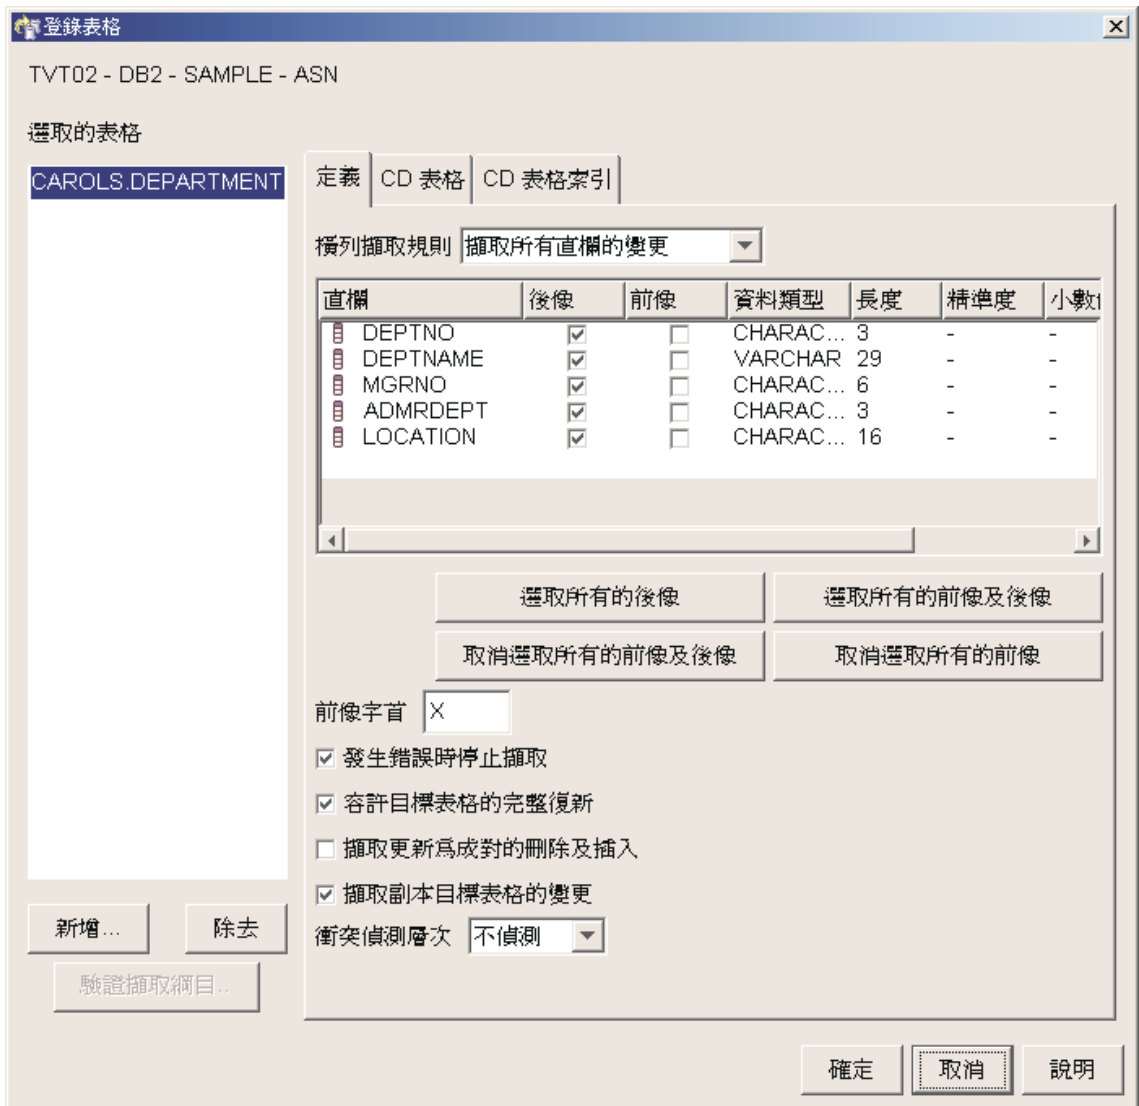 登錄表格
TVT02 - DB2 - SAMPLE - ASN
選取的表格
CAROLS.DEPARTMENT
定義 CD 表格 CD 表格索引
橫列擷取規則 擷取所有直欄的變更
直欄 後像 前像 資料類型 長度 精準度 小數
DEPTNO CHARAC... 3 - -
DEPTNAME VARCHAR 29 - -
MGRNO CHARAC... 6 - -
ADMRDEPT CHARAC... 3 - -
LOCATION CHARAC... 16 - -
選取所有的後像 選取所有的前像及後像
取消選取所有的前像及後像 取消選取所有的前像
前像字首 X
發生錯誤時停止擷取
容許目標表格的完整復新
擷取更新為成對的刪除及插入
擷取副本目標表格的變更
衝突偵測層次 不偵測
新增... 除去
驗證擷取綱目..
確定 取消 說明